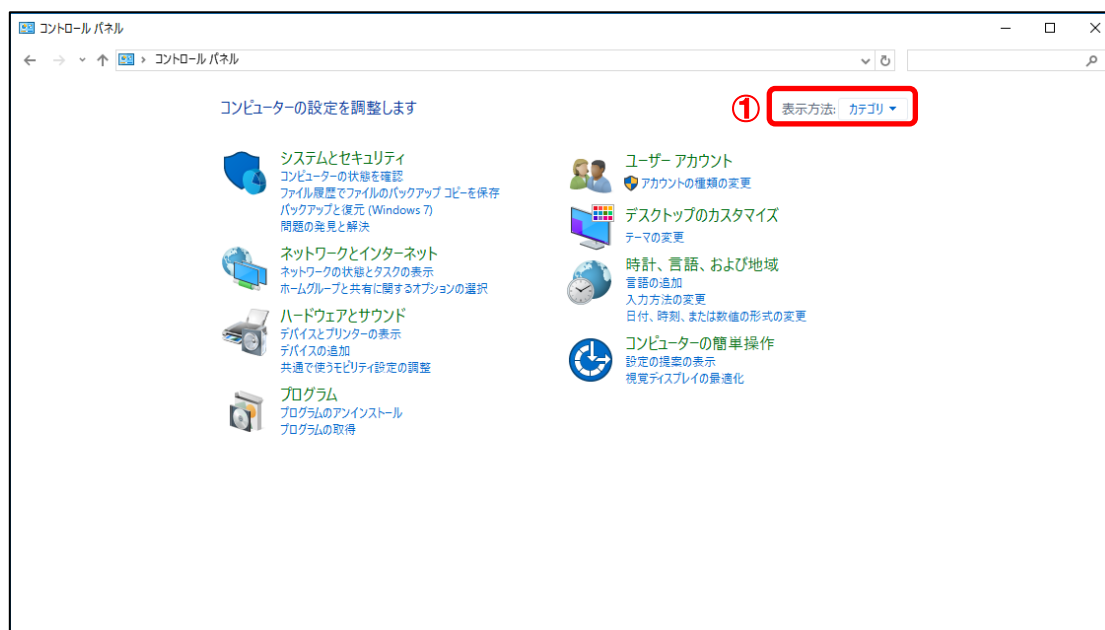 コントロール パネル
コントロール パネル
コンピューターの設定を調整します
① 表示方法: カテゴリ
システムとセキュリティ
コンピューターの状態を確認
ファイル履歴でファイルのバックアップ コピーを保存
バックアップと復元 (Windows 7)
問題の発見と解決
ネットワークとインターネット
ネットワークの状態とタスクの表示
ホームグループと共有に関するオプションの選択
ハードウェアとサウンド
デバイスとプリンターの表示
デバイスの追加
共通で使うモビリティ設定の調整
プログラム
プログラムのアンインストール
プログラムの取得
ユーザー アカウント
アカウントの種類の変更
デスクトップのカスタマイズ
テーマの変更
時計、言語、および地域
言語の追加
入力方法の変更
日付、時刻、または数値の形式の変更
コンピューターの簡単操作
設定の提案の表示
視覚ディスプレイの最適化